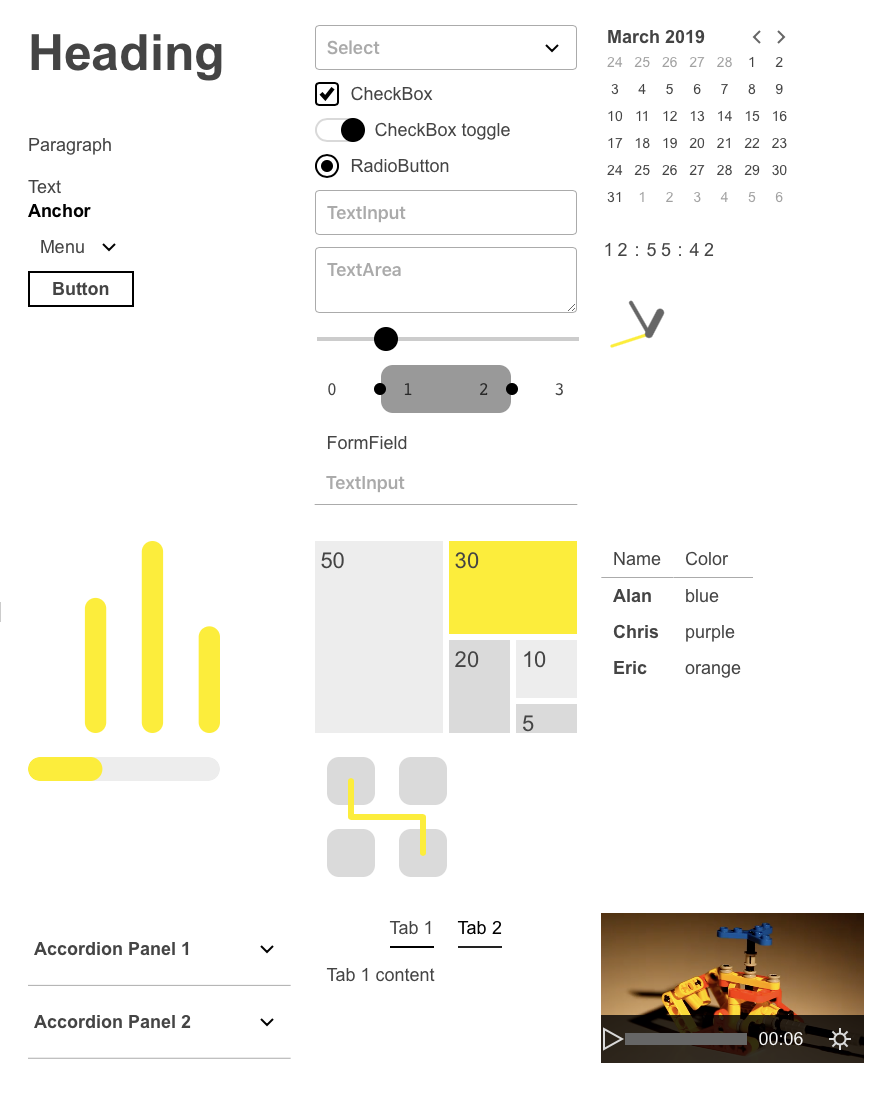 Heading
Paragraph
Text
Anchor
Menu
Button
Select
CheckBox
CheckBox toggle
RadioButton
TextInput
TextArea
0 1 2 3
FormField
TextInput
March 2019
24 25 26 27 28 1 2
3 4 5 6 7 8 9
10 11 12 13 14 15 16
17 18 19 20 21 22 23
24 25 26 27 28 29 30
31 1 2 3 4 5 6
12:55:42
50 30
20 10
5
Name Color
Alan blue
Chris purple
Eric orange
Accordion Panel 1
Accordion Panel 2
Tab 1 Tab 2
Tab 1 content
00:06